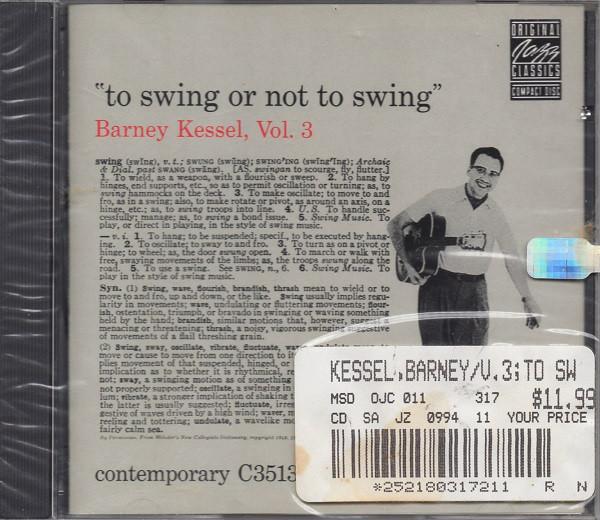 ORIGINAL
Jazz
CLASSICS
COMPACT DISC
"to swing or not to swing"
Barney Kessel, Vol. 3
swing (swĭng), v. t.; SWUNG (swŭng); SWING'ING (swĭng'ĭng); Archaic
& Dial. past SWANG (swăng). [AS. swingan to scourge, fly, flutter.]
1. To wield, as a weapon, with a flourish or sweep. 2. To hang by
hinges, end supports, etc., so as to permit oscillation or turning; as, to
swing hammocks on the deck. 3. To make oscillate; to move to and
fro, as in a swing; also, to make rotate or pivot, as around an axis, on a
hinge, etc.; as, to swing troops into line. 4. U. S. To handle suc-
cessfully; manage; as, to swing a bond issue. 5. Swing Music. To
play, or direct in playing, in the style of swing music.
— v. i. 1. To hang; to be suspended; specif., to be executed by hang-
ing. 2. To oscillate; to sway to and fro. 3. To turn as on a pivot or
hinge; to wheel; as, the door swung open. 4. To march or walk with
free, swaying movements of the limbs; as, the troops swung along the
road. 5. To use a swing. See SWING, n., 6. 6. Swing Music. To
play in the style of swing music.
Syn. (1) Swing, wave, flourish, brandish, thrash mean to wield or to
move to and fro, up and down, or the like. Swing usually implies regu-
larity in movements; wave, undulating or fluttering movements; flour-
ish, ostentation, triumph, or bravado in swinging or waving something
held by the hand; brandish, similar motions that, however, suggest a
menacing or threatening; thrash, a noisy, vigorous swinging suggestive
of movements of a flail threshing grain.
(2) Swing, sway, oscillate, vibrate, fluctuate,
move or cause to move from one direction to its
plies movement of that suspended, hinged, or
implication as to whether it is rhythmical, re
not; sway, a swinging motion as of something
not properly supported; oscillate, a swinging in
lum; vibrate, a stronger implication of shaking
the latter is usually suggested; fluctuate, irre
gestive of waves driven by a high wind; waver,
reeling and tottering; undulate, a wavelike mo
fairly calm sea.
By Permission. From Webster's New Collegiate Dictionary, copyright
contemporary C3513
KESSEL,BARNEY/V.3;TO SW
MSD OJC 011 317 $11.99
CD SA JZ 0994 11 YOUR PRICE
*252180317211 R N